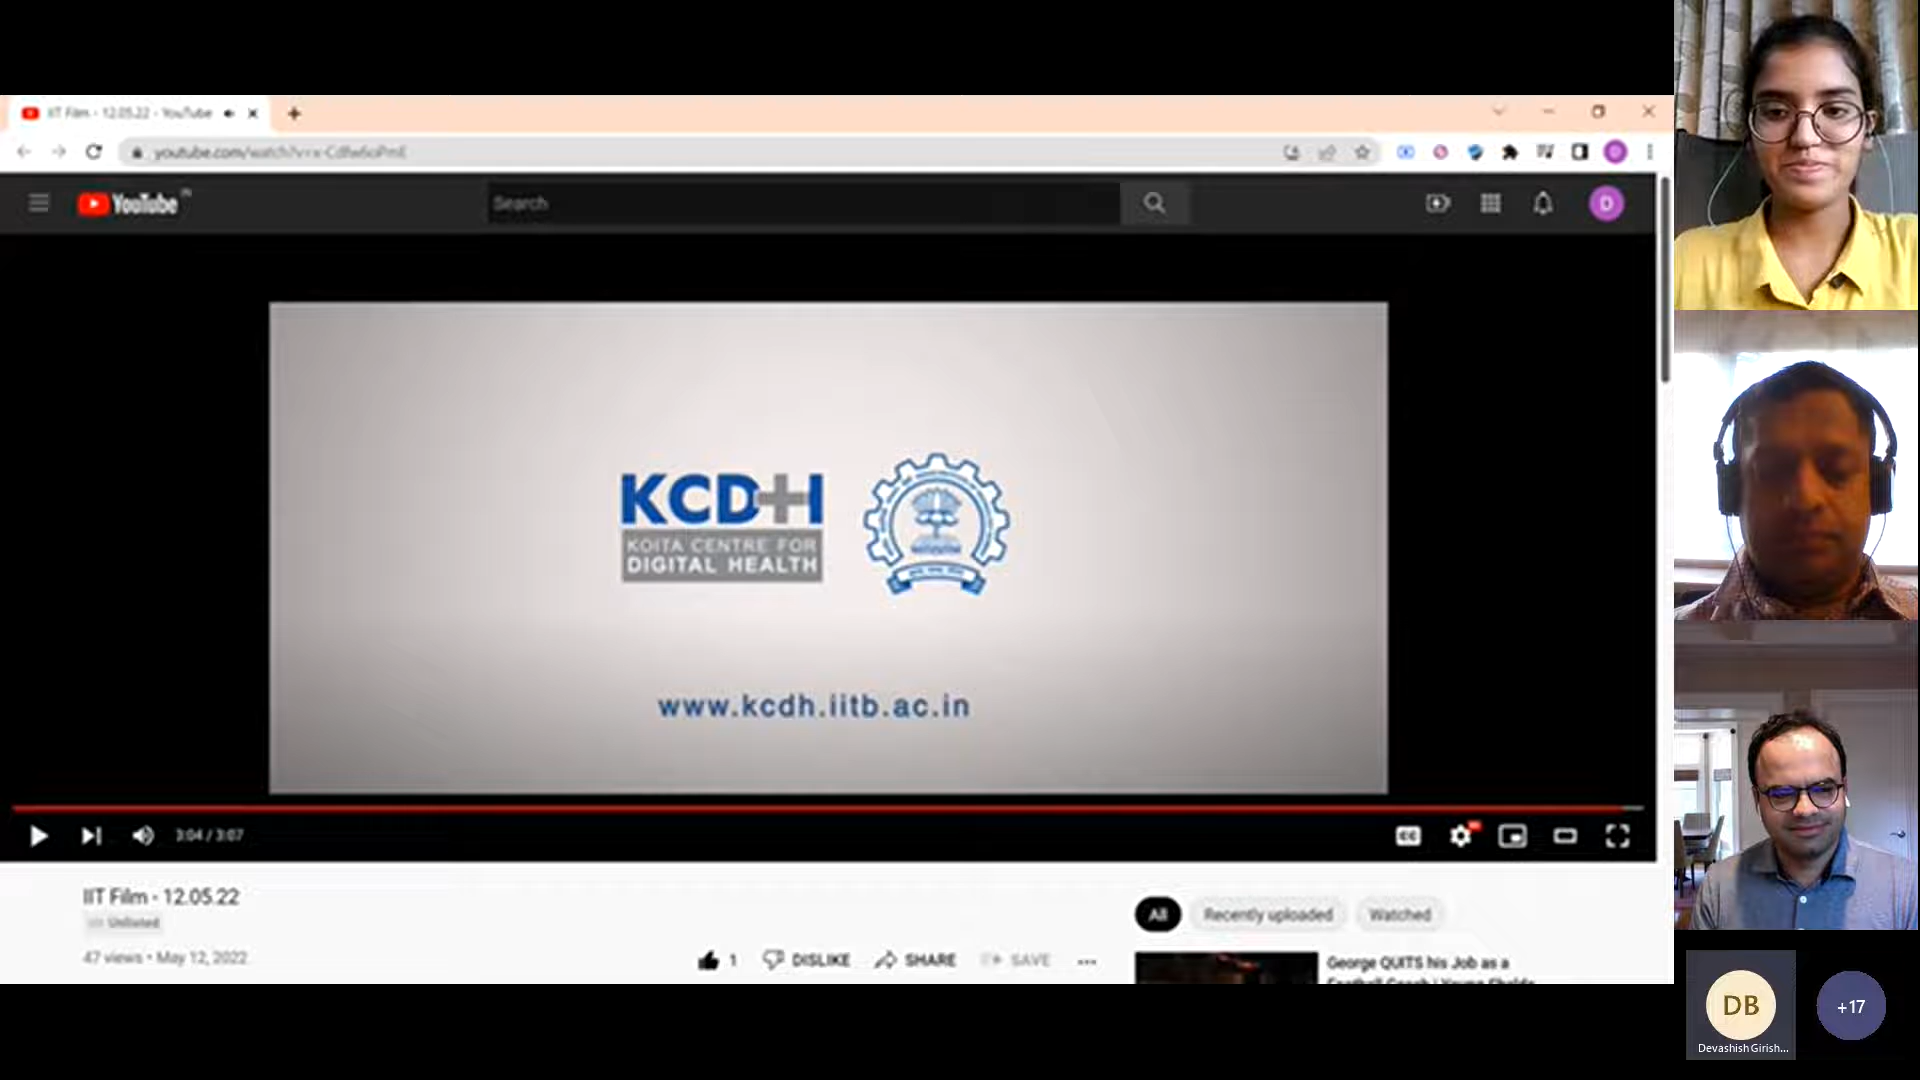 IIT Film - 12.05.22 - YouTube
YouTube
Search
D
KCDH
KOITA CENTRE FOR
DIGITAL HEALTH
www.kcdh.iitb.ac.in
3:04 / 3:07
IIT Film - 12.05.22
Unlisted
47 views • May 12, 2022
1 DISLIKE SHARE SAVE
All Recently uploaded Watched
George QUITS his Job as a
DB
Devashish Girish...
+17